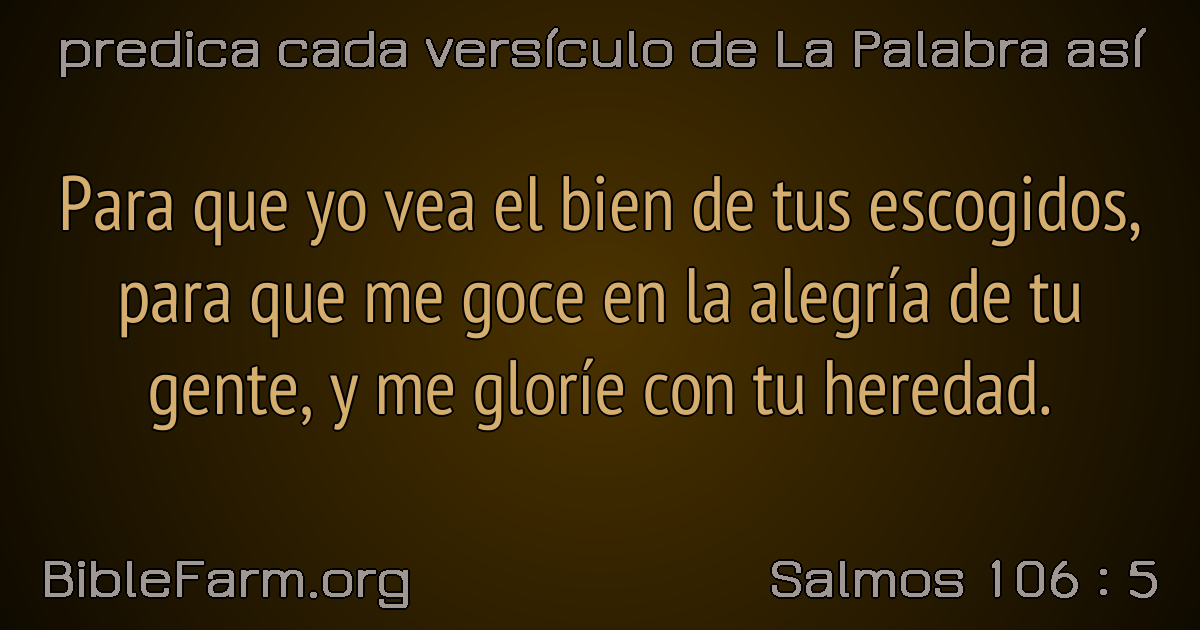 predica cada versículo de La Palabra así
Para que yo vea el bien de tus escogidos,
para que me goce en la alegría de tu
gente, y me gloríe con tu heredad.
BibleFarm.org
Salmos 106 : 5